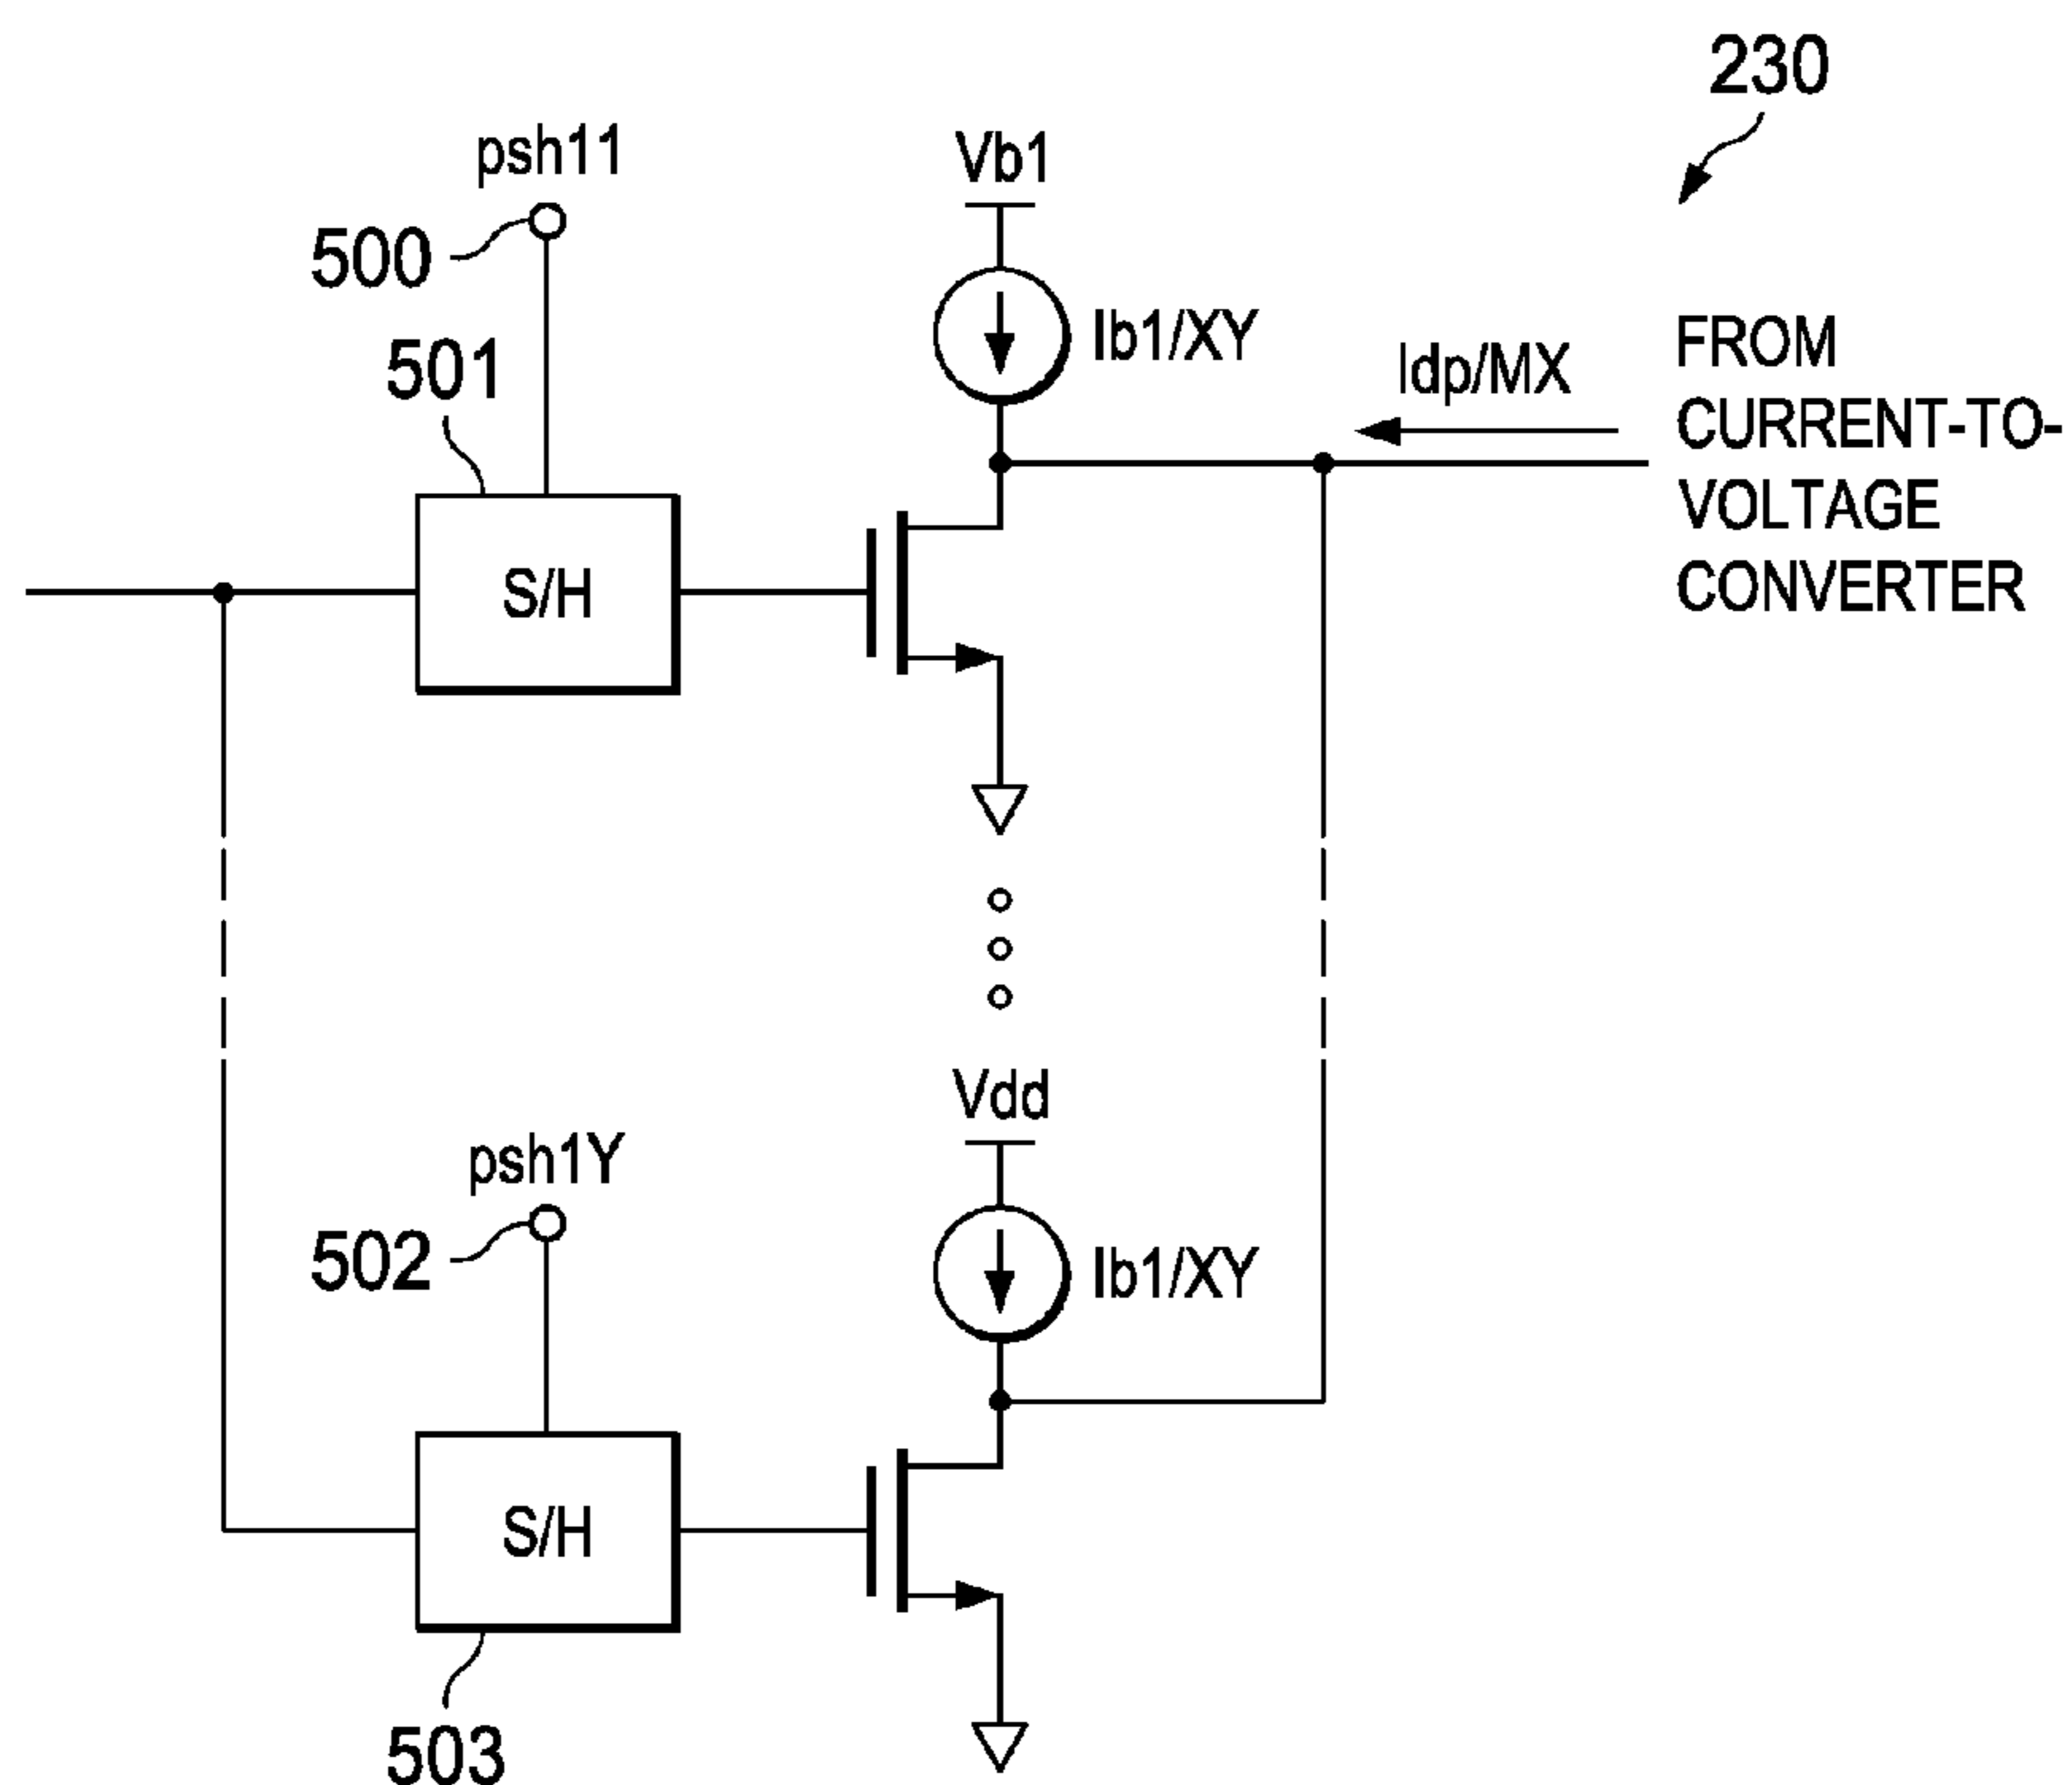 230
psh11
Vb1
500
501
Ib1/XY
Idp/MX
FROM
CURRENT-TO-
VOLTAGE
CONVERTER
S/H
Vdd
psh1Y
502
Ib1/XY
S/H
503